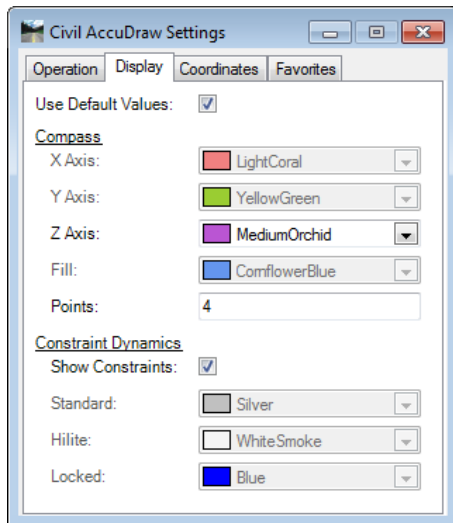 Civil AccuDraw Settings
Operation Display Coordinates Favorites
Use Default Values:
Compass
X Axis: LightCoral
Y Axis: YellowGreen
Z Axis: MediumOrchid
Fill: CornflowerBlue
Points: 4
Constraint Dynamics
Show Constraints:
Standard: Silver
Hilite: WhiteSmoke
Locked: Blue